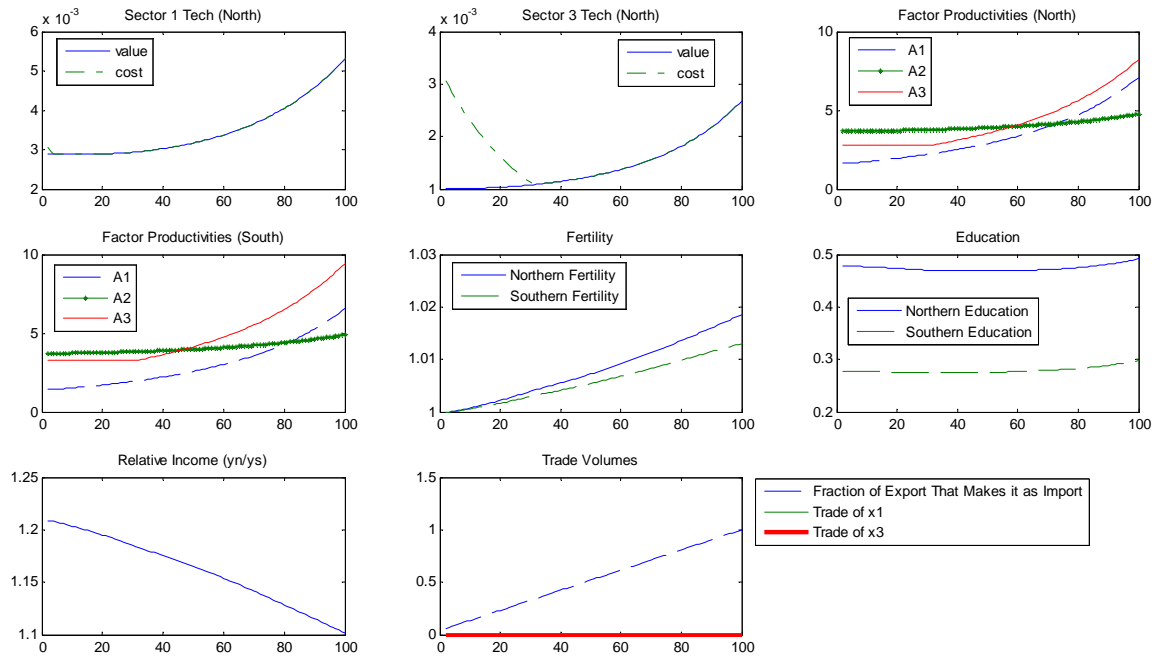 Sector 1 Tech (North)
x 10^-3
6
5
4
3
2
0 20 40 60 80 100
value
cost
Sector 3 Tech (North)
x 10^-3
4
3
2
1
0 20 40 60 80 100
value
cost
Factor Productivities (North)
10
5
0
0 20 40 60 80 100
A1
A2
A3
Factor Productivities (South)
10
5
0
0 20 40 60 80 100
A1
A2
A3
Fertility
1.03
1.02
1.01
1
0 20 40 60 80 100
Northern Fertility
Southern Fertility
Education
0.5
0.4
0.3
0.2
0 20 40 60 80 100
Northern Education
Southern Education
Relative Income (yn/ys)
1.25
1.2
1.15
1.1
0 20 40 60 80 100
Trade Volumes
1.5
1
0.5
0
0 20 40 60 80 100
Fraction of Export That Makes it as Import
Trade of x1
Trade of x3